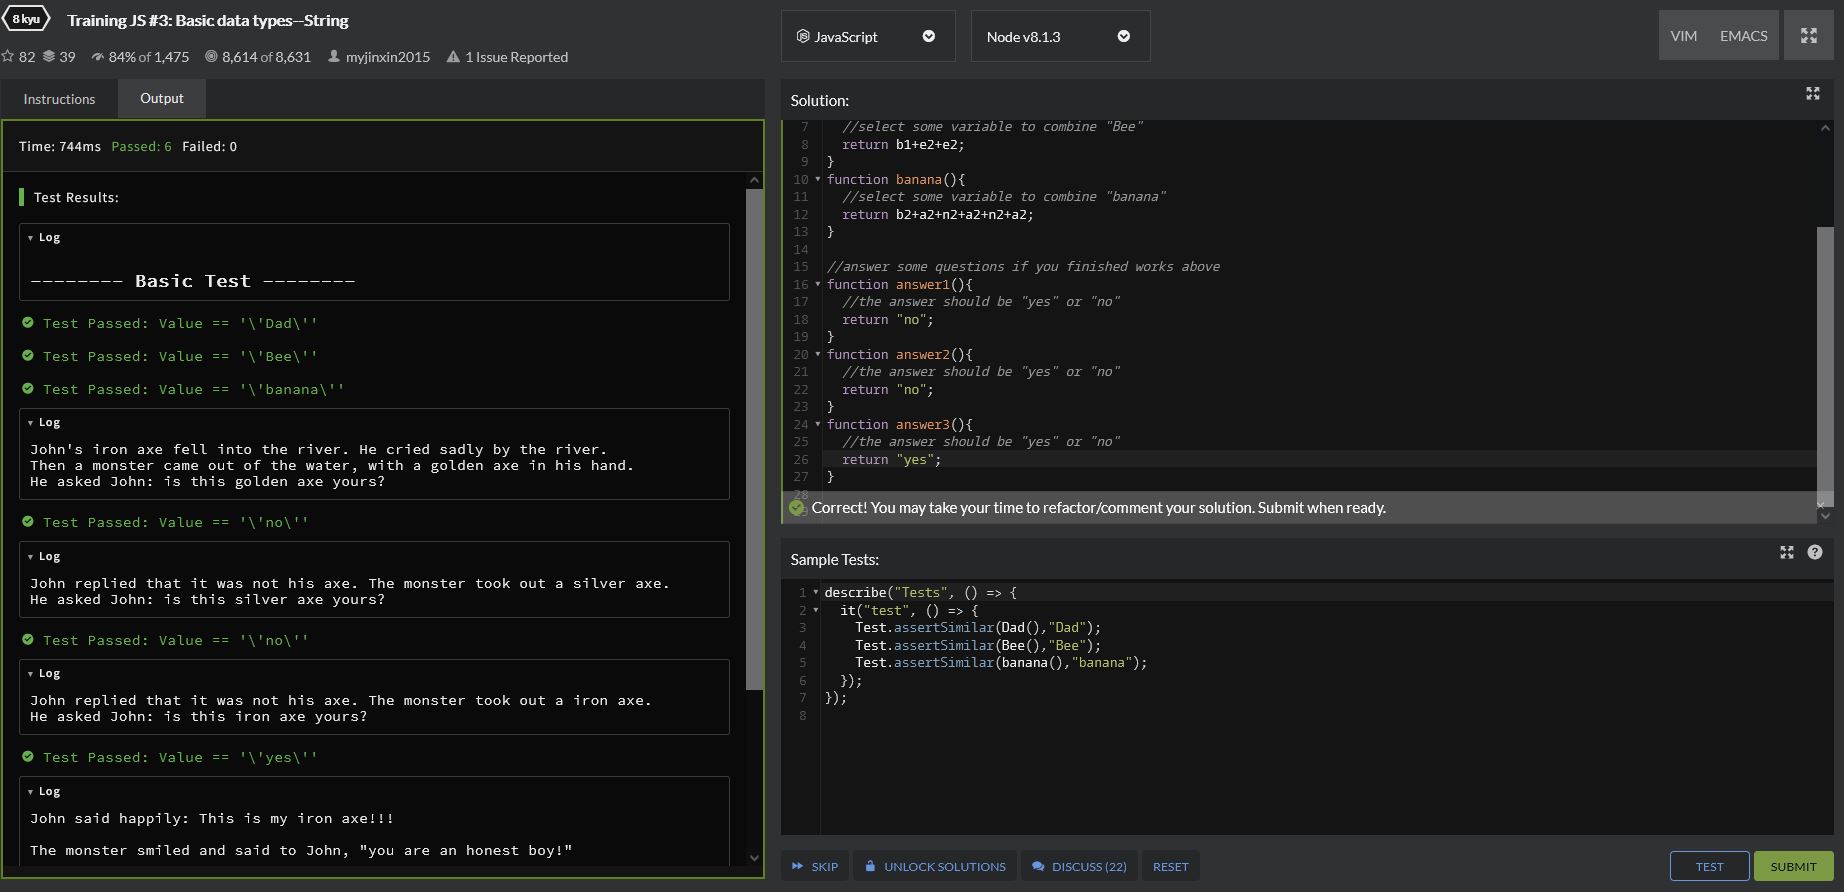 8 kyu
Training JS #3: Basic data types--String
82 39 84% of 1,475 8,614 of 8,631 myjinxin2015 1 Issue Reported
Instructions Output
Time: 744ms Passed: 6 Failed: 0
Test Results:
Log
-------- Basic Test --------
Test Passed: Value == '\'Dad\''
Test Passed: Value == '\'Bee\''
Test Passed: Value == '\'banana\''
Log
John's iron axe fell into the river. He cried sadly by the river.
Then a monster came out of the water, with a golden axe in his hand.
He asked John: is this golden axe yours?
Test Passed: Value == '\'no\''
Log
John replied that it was not his axe. The monster took out a silver axe.
He asked John: is this silver axe yours?
Test Passed: Value == '\'no\''
Log
John replied that it was not his axe. The monster took out a iron axe.
He asked John: is this iron axe yours?
Test Passed: Value == '\'yes\''
Log
John said happily: This is my iron axe!!!
The monster smiled and said to John, "you are an honest boy!"
JavaScript
Node v8.1.3
VIM EMACS
Solution:
7 //select some variable to combine "Bee"
8 return b1+e2+e2;
9 }
10 function banana(){
11 //select some variable to combine "banana"
12 return b2+a2+n2+a2+n2+a2;
13 }
14
15 //answer some questions if you finished works above
16 function answer1(){
17 //the answer should be "yes" or "no"
18 return "no";
19 }
20 function answer2(){
21 //the answer should be "yes" or "no"
22 return "no";
23 }
24 function answer3(){
25 //the answer should be "yes" or "no"
26 return "yes";
27 }
28
Correct! You may take your time to refactor/comment your solution. Submit when ready.
Sample Tests:
1 describe("Tests", () => {
2 it("test", () => {
3 Test.assertSimilar(Dad(),"Dad");
4 Test.assertSimilar(Bee(),"Bee");
5 Test.assertSimilar(banana(),"banana");
6 });
7 });
8
SKIP UNLOCK SOLUTIONS DISCUSS (22) RESET
TEST SUBMIT